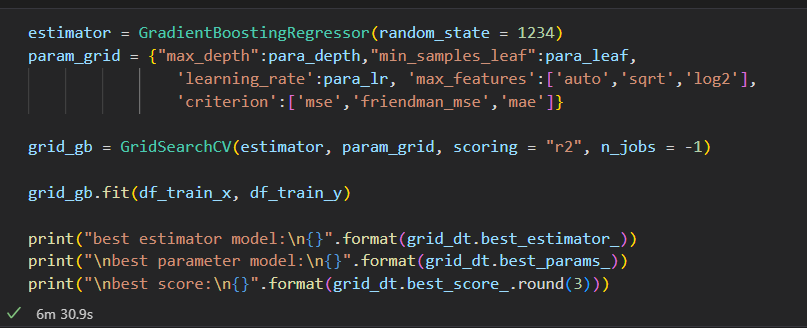 estimator = GradientBoostingRegressor(random_state = 1234)
param_grid = {"max_depth":para_depth,"min_samples_leaf":para_leaf,
'learning_rate':para_lr, 'max_features':['auto','sqrt','log2'],
'criterion':['mse','friendman_mse','mae']}
grid_gb = GridSearchCV(estimator, param_grid, scoring = "r2", n_jobs = -1)
grid_gb.fit(df_train_x, df_train_y)
print("best estimator model:\n{}".format(grid_dt.best_estimator_))
print("\nbest parameter model:\n{}".format(grid_dt.best_params_))
print("\nbest score:\n{}".format(grid_dt.best_score_.round(3)))
6m 30.9s